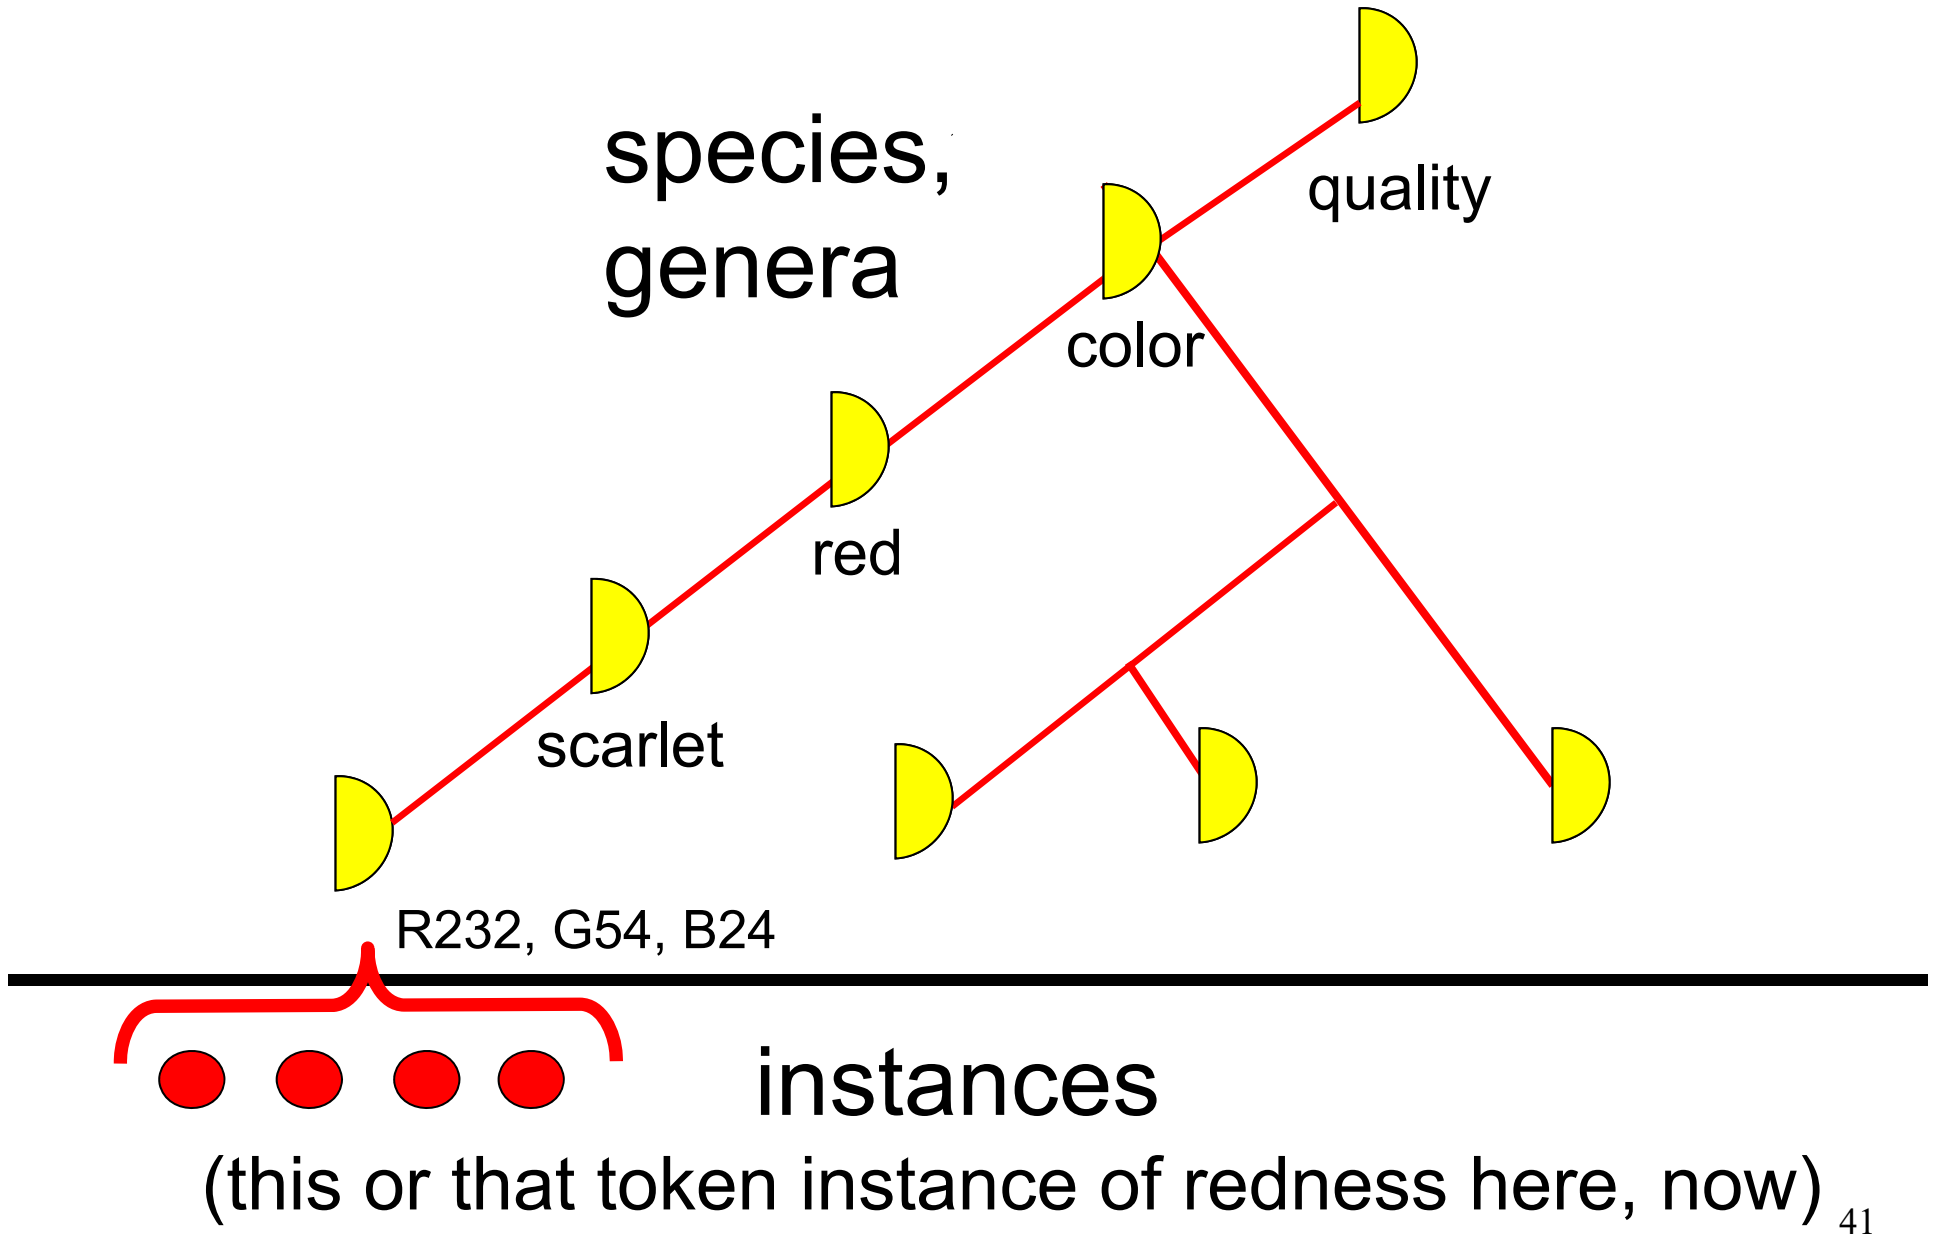 species,
genera
quality
color
red
scarlet
R232, G54, B24
instances
(this or that token instance of redness here, now)
41